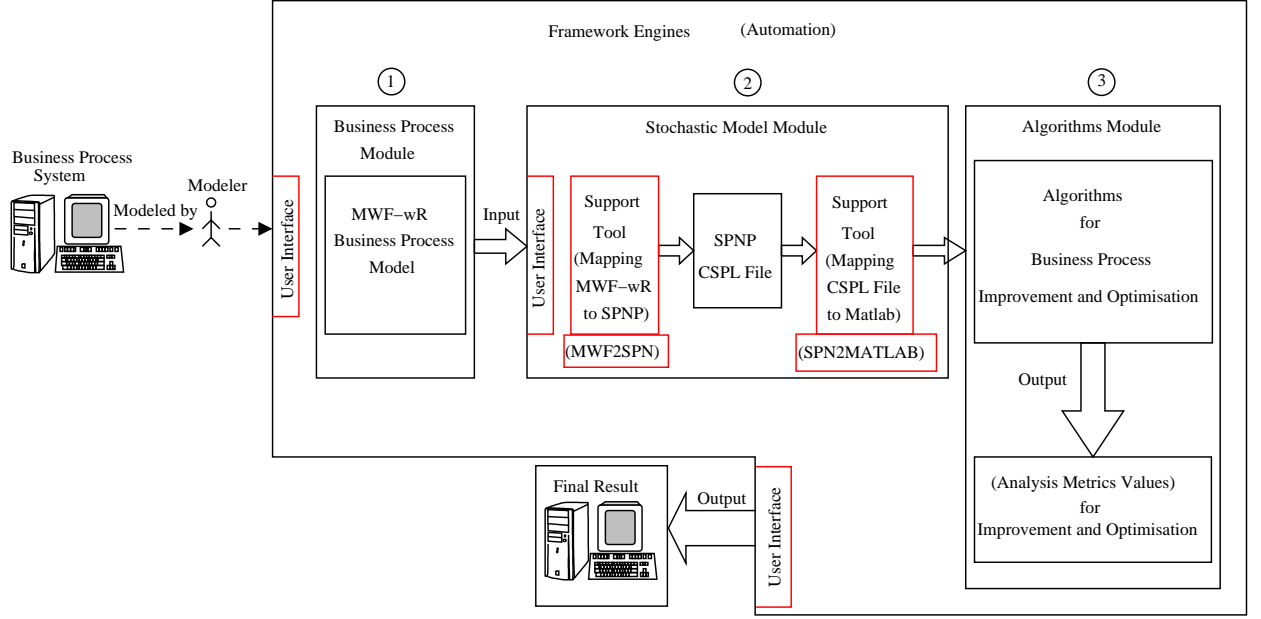 Framework Engines (Automation)
1
2
3
Business Process
System
Modeled by
Modeler
User Interface
Business Process
Module
MWF−wR
Business Process
Model
Input
Stochastic Model Module
User Interface
Support
Tool
(Mapping
MWF−wR
to SPNP)
(MWF2SPN)
SPNP
CSPL File
Support
Tool
(Mapping
CSPL File
to Matlab)
(SPN2MATLAB)
Algorithms Module
Algorithms
for
Business Process
Improvement and Optimisation
Output
(Analysis Metrics Values)
for
Improvement and Optimisation
User Interface
Output
Final Result